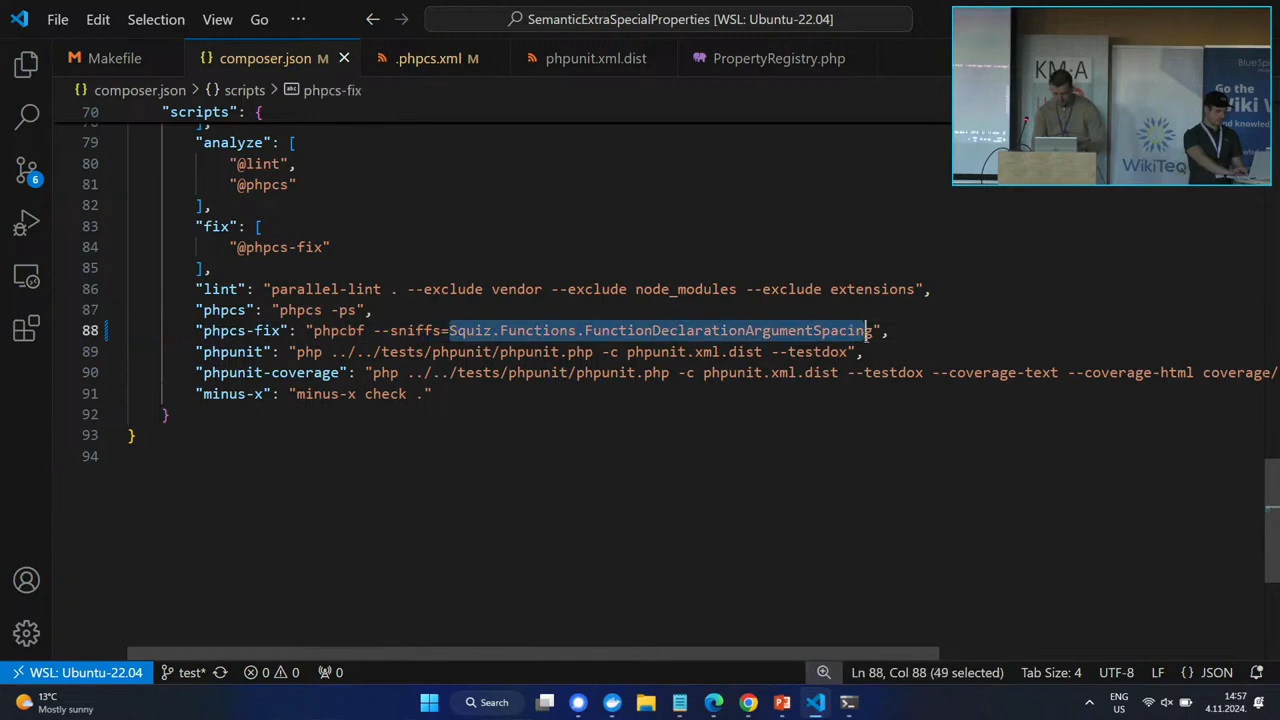 File Edit Selection View Go ··· SemanticExtraSpecialProperties [WSL: Ubuntu-22.04]
Makefile composer.json M .phpcs.xml M phpunit.xml.dist PropertyRegistry.php
composer.json > {} scripts > phpcs-fix
70 "scripts": {
79 "analyze": [
80 "@lint",
81 "@phpcs"
82 ],
83 "fix": [
84 "@phpcs-fix"
85 ],
86 "lint": "parallel-lint . --exclude vendor --exclude node_modules --exclude extensions",
87 "phpcs": "phpcs -ps",
88 "phpcs-fix": "phpcbf --sniffs=Squiz.Functions.FunctionDeclarationArgumentSpacing",
89 "phpunit": "php ../../tests/phpunit/phpunit.php -c phpunit.xml.dist --testdox",
90 "phpunit-coverage": "php ../../tests/phpunit/phpunit.php -c phpunit.xml.dist --testdox --coverage-text --coverage-html coverage/
91 "minus-x": "minus-x check ."
92 }
93 }
94
6
KM-A
WikiTeq
BlueSp
Go the
Wiki W
WSL: Ubuntu-22.04 test* 0 0 0 Ln 88, Col 88 (49 selected) Tab Size: 4 UTF-8 LF {} JSON
13°C
Mostly sunny
Search
ENG
US
14:57
4.11.2024.